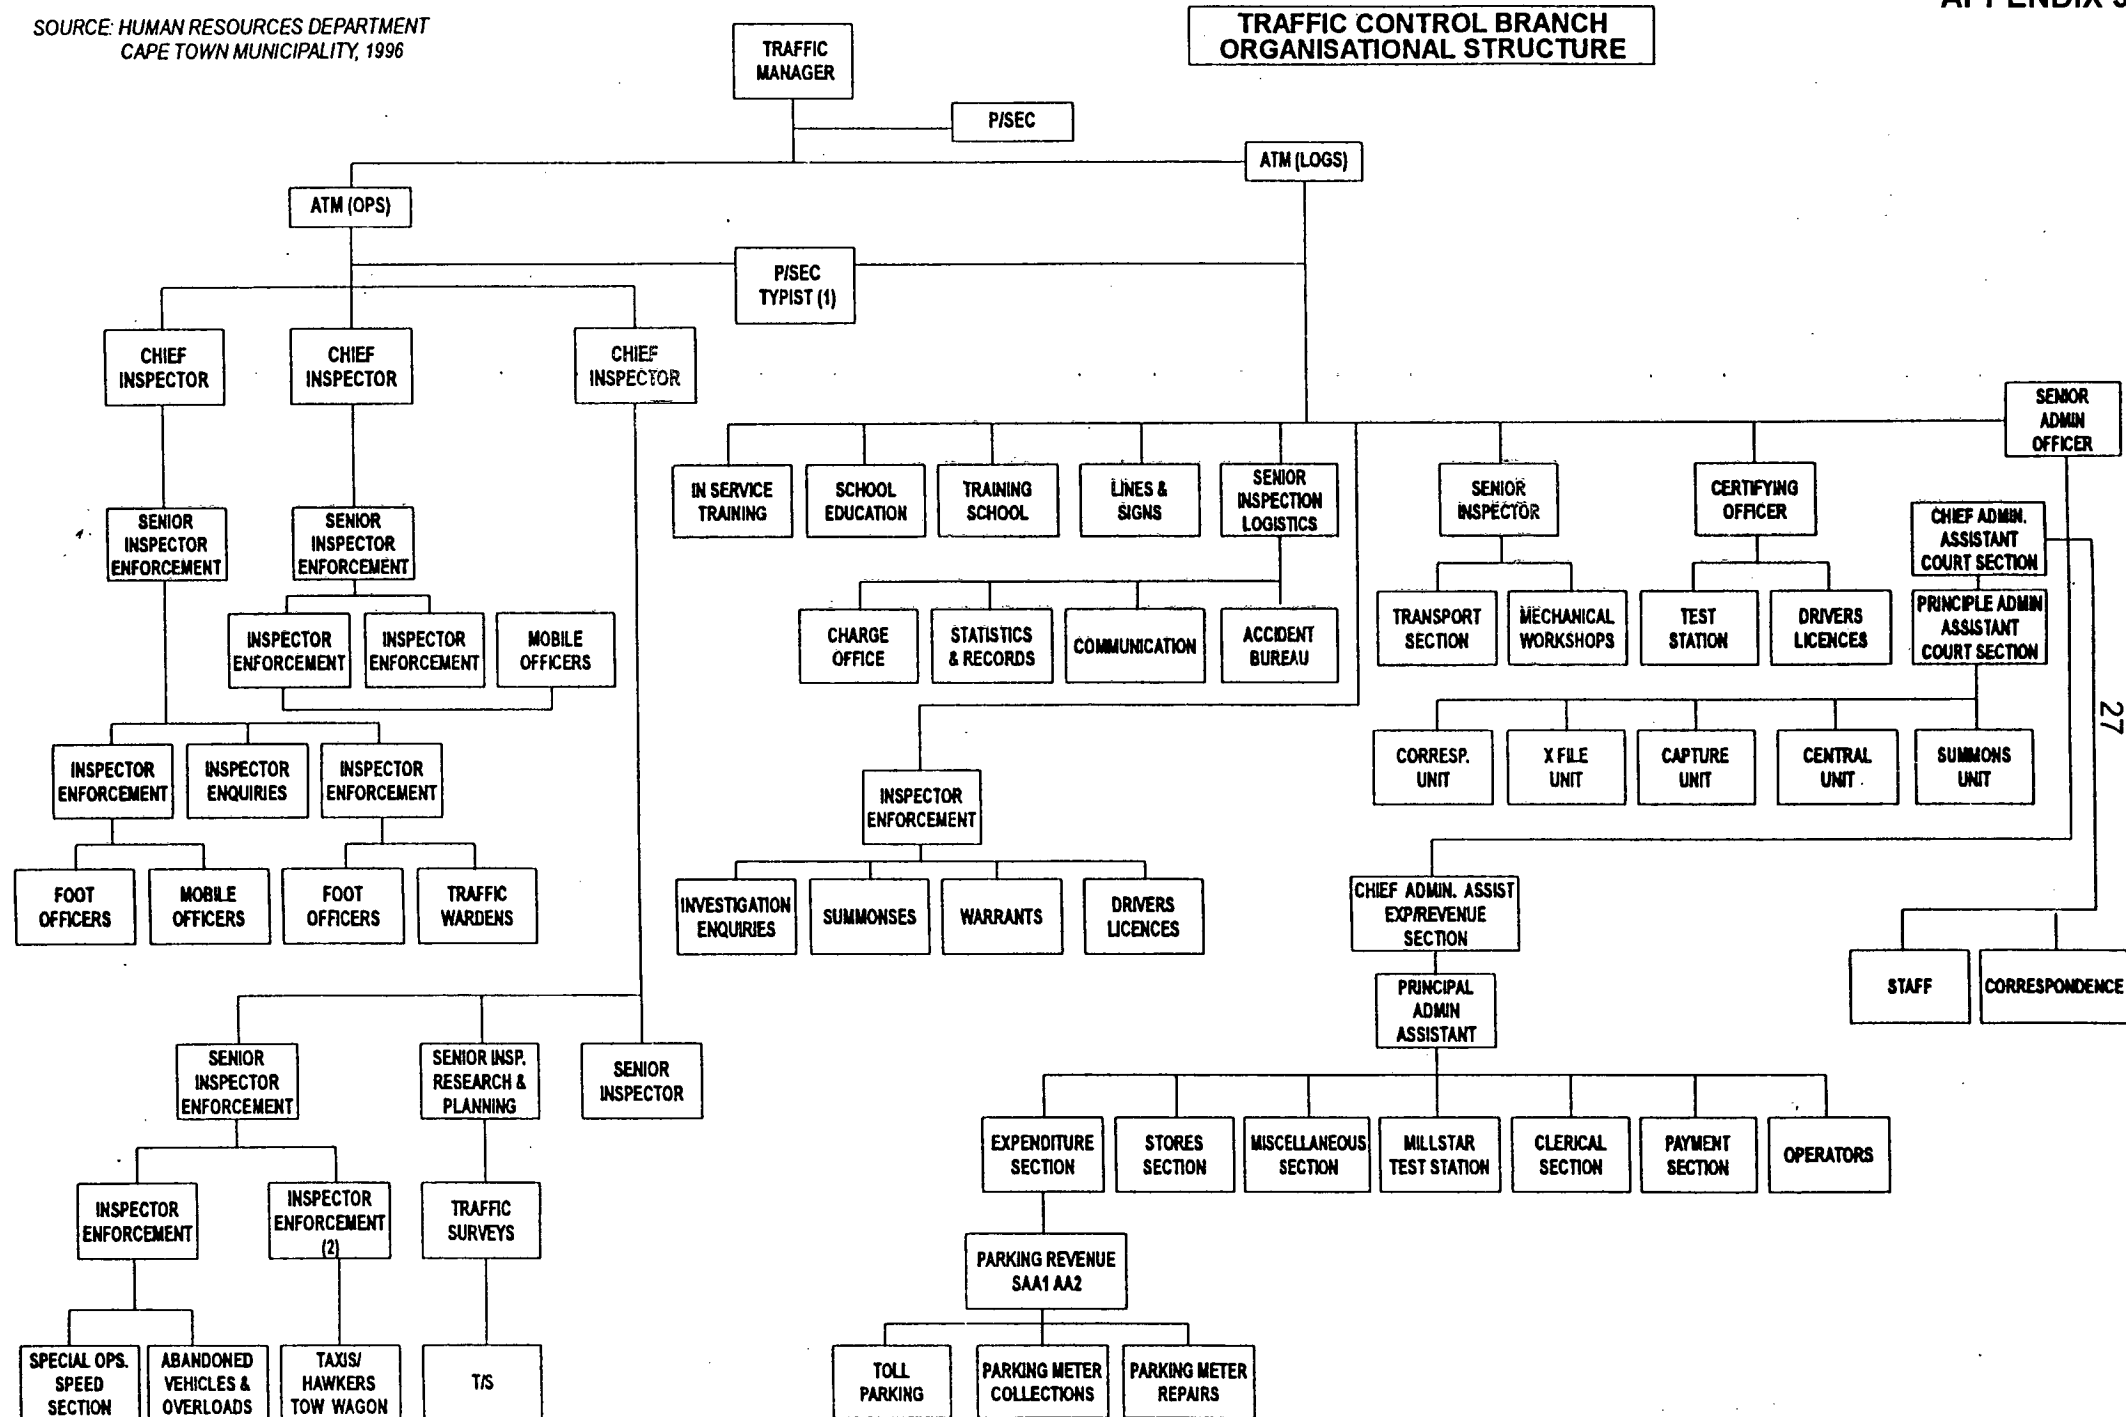 SOURCE: HUMAN RESOURCES DEPARTMENT
CAPE TOWN MUNICIPALITY, 1996
TRAFFIC CONTROL BRANCH
ORGANISATIONAL STRUCTURE
TRAFFIC
MANAGER
P/SEC
ATM (LOGS)
ATM (OPS)
P/SEC
TYPIST (1)
CHIEF
INSPECTOR
CHIEF
INSPECTOR
CHIEF
INSPECTOR
SENIOR
ADMIN
OFFICER
IN SERVICE
TRAINING
SCHOOL
EDUCATION
TRAINING
SCHOOL
LINES &
SIGNS
SENIOR
INSPECTION
LOGISTICS
SENIOR
INSPECTOR
CERTIFYING
OFFICER
CHIEF ADMIN.
ASSISTANT
COURT SECTION
SENIOR
INSPECTOR
ENFORCEMENT
SENIOR
INSPECTOR
ENFORCEMENT
INSPECTOR
ENFORCEMENT
INSPECTOR
ENFORCEMENT
MOBILE
OFFICERS
CHARGE
OFFICE
STATISTICS
& RECORDS
COMMUNICATION
ACCIDENT
BUREAU
TRANSPORT
SECTION
MECHANICAL
WORKSHOPS
TEST
STATION
DRIVERS
LICENCES
PRINCIPLE ADMIN
ASSISTANT
COURT SECTION
27
INSPECTOR
ENFORCEMENT
INSPECTOR
ENQUIRIES
INSPECTOR
ENFORCEMENT
INSPECTOR
ENFORCEMENT
CORRESP.
UNIT
X FILE
UNIT
CAPTURE
UNIT
CENTRAL
UNIT
SUMMONS
UNIT
FOOT
OFFICERS
MOBILE
OFFICERS
FOOT
OFFICERS
TRAFFIC
WARDENS
INVESTIGATION
ENQUIRIES
SUMMONSES
WARRANTS
DRIVERS
LICENCES
CHIEF ADMIN. ASSIST
EXP/REVENUE
SECTION
STAFF
CORRESPONDENCE
PRINCIPAL
ADMIN
ASSISTANT
SENIOR
INSPECTOR
ENFORCEMENT
SENIOR INSP.
RESEARCH &
PLANNING
SENIOR
INSPECTOR
EXPENDITURE
SECTION
STORES
SECTION
MISCELLANEOUS
SECTION
MILLSTAR
TEST STATION
CLERICAL
SECTION
PAYMENT
SECTION
OPERATORS
INSPECTOR
ENFORCEMENT
INSPECTOR
ENFORCEMENT
(2)
TRAFFIC
SURVEYS
PARKING REVENUE
SAA1 AA2
SPECIAL OPS.
SPEED
SECTION
ABANDONED
VEHICLES &
OVERLOADS
TAXIS/
HAWKERS
TOW WAGON
T/S
TOLL
PARKING
PARKING METER
COLLECTIONS
PARKING METER
REPAIRS